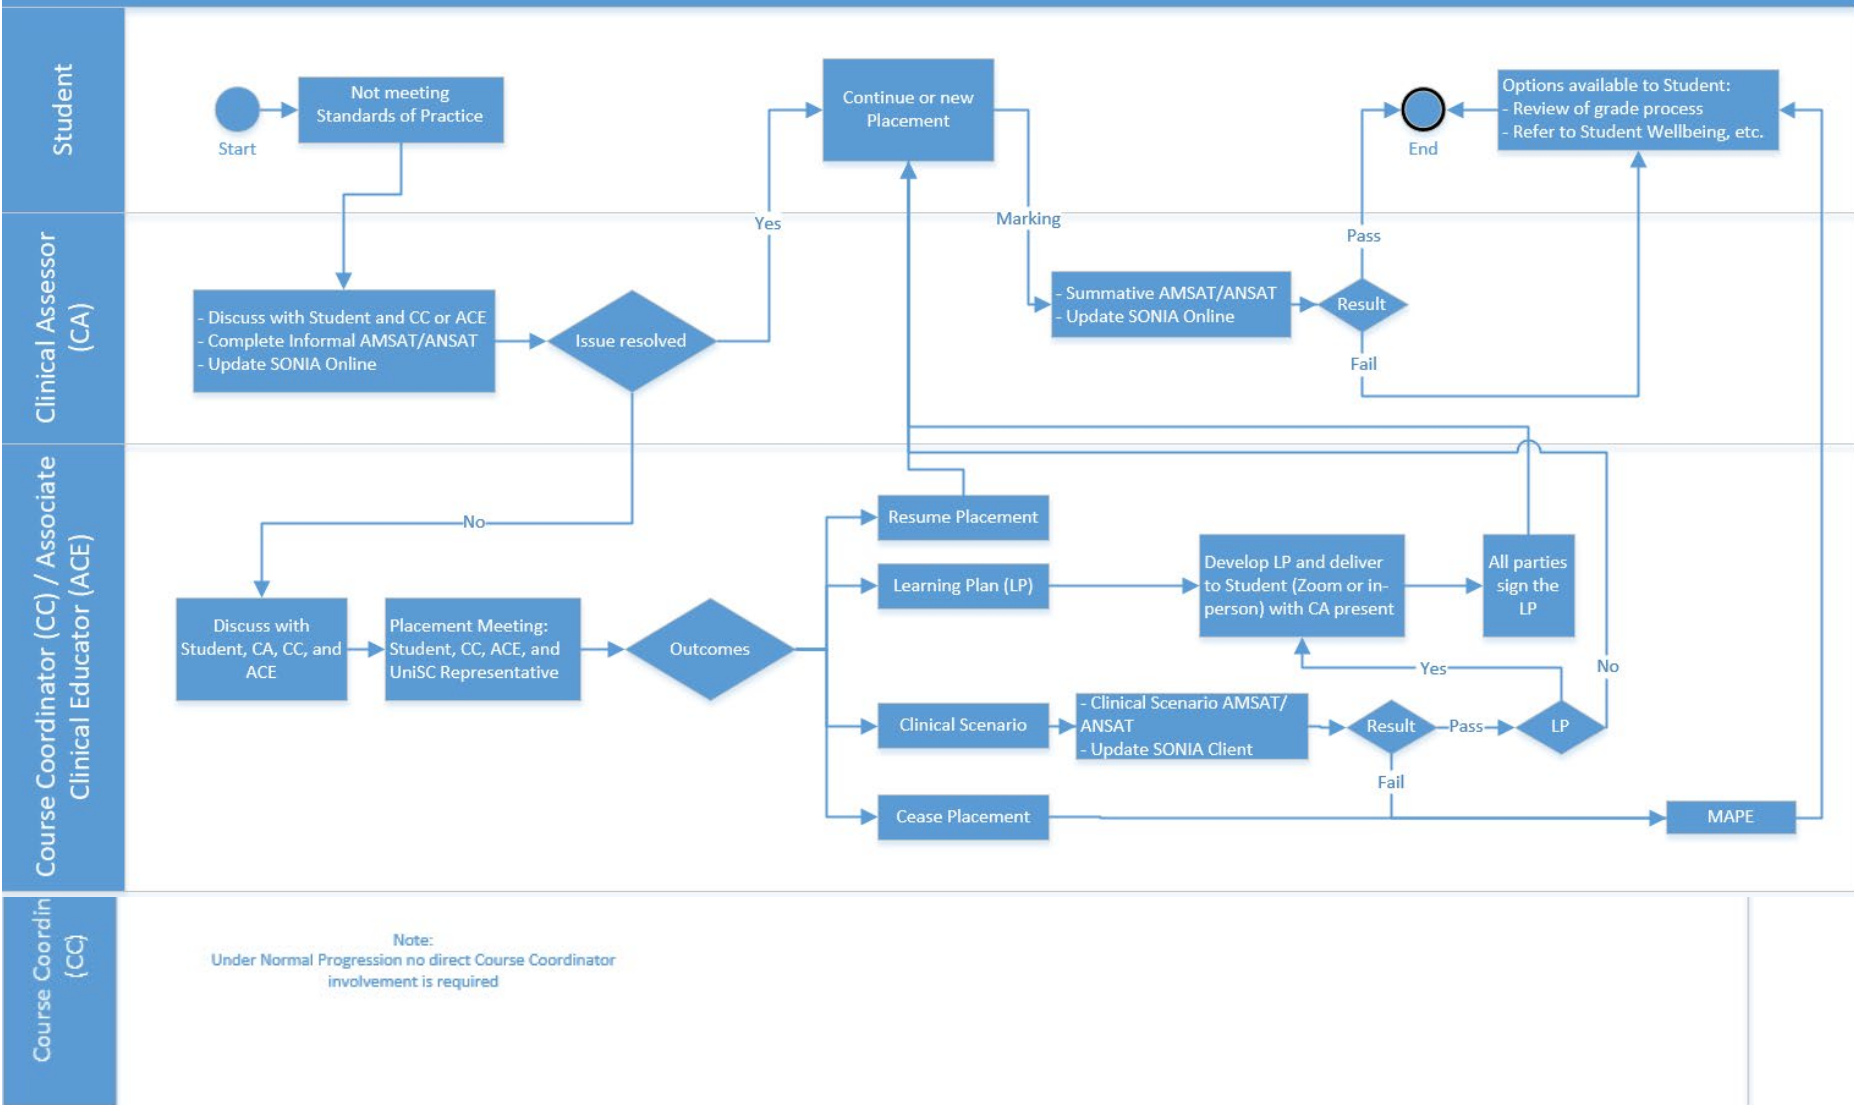 Student
Not meeting
Standards of Practice
Start
Continue or new
Placement
End
Options available to Student:
- Review of grade process
- Refer to Student Wellbeing, etc.
Clinical Assessor
(CA)
Yes
Marking
Pass
- Discuss with Student and CC or ACE
- Complete Informal AMSAT/ANSAT
- Update SONIA Online
Issue resolved
- Summative AMSAT/ANSAT
- Update SONIA Online
Result
Fail
Course Coordinator (CC) / Associate
Clinical Educator (ACE)
No
Discuss with
Student, CA, CC, and
ACE
Placement Meeting:
Student, CC, ACE, and
UniSC Representative
Outcomes
Resume Placement
Learning Plan (LP)
Develop LP and deliver
to Student (Zoom or in-
person) with CA present
All parties
sign the
LP
Yes
No
Clinical Scenario
- Clinical Scenario AMSAT/
ANSAT
- Update SONIA Client
Result
Pass
LP
Fail
Cease Placement
MAPE
Course Coordin
(CC)
Note:
Under Normal Progression no direct Course Coordinator
involvement is required